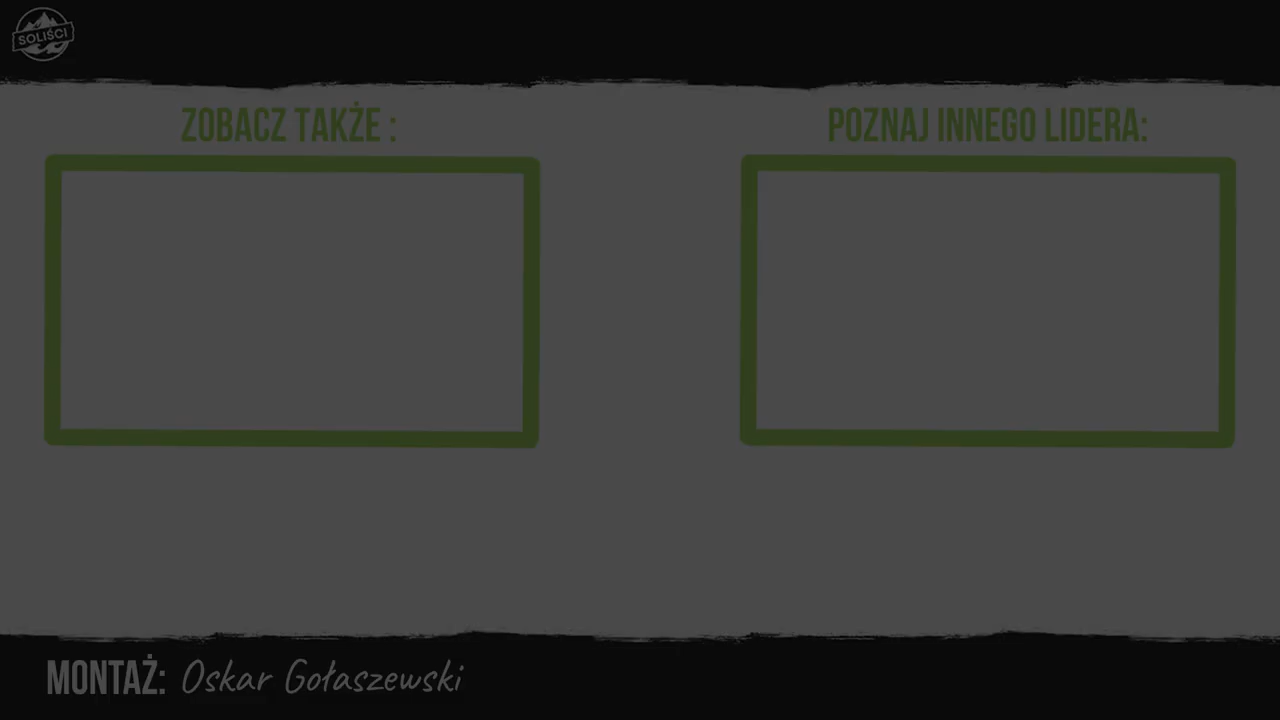 SOLIŚCI
ZOBACZ TAKŻE :
POZNAJ INNEGO LIDERA:
MONTAŻ: Oskar Gołaszewski